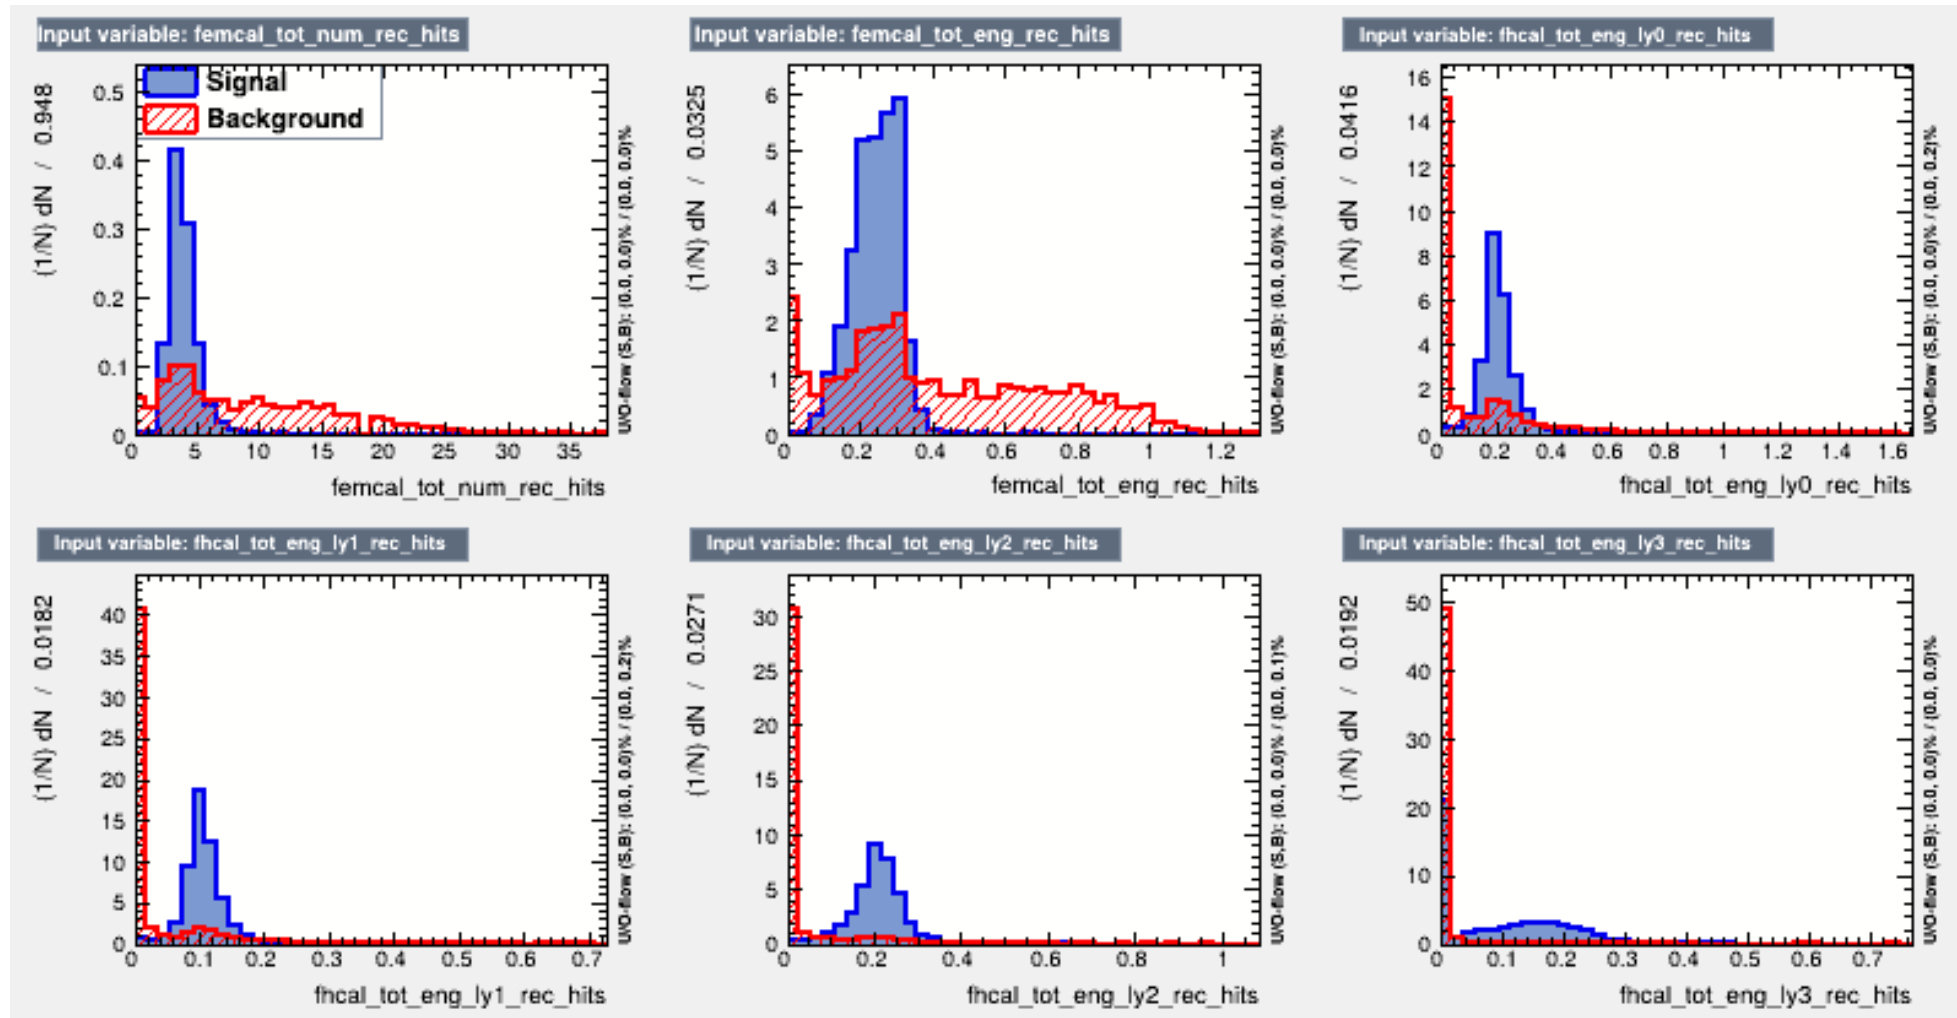 Input variable: femcal_tot_num_rec_hits
(1/N) dN / 0.948
0.5
0.4
0.3
0.2
0.1
0
Signal
Background
0 5 10 15 20 25 30 35
femcal_tot_num_rec_hits
U/O-flow (S,B): (0.0, 0.0)% / (0.0, 0.0)%
Input variable: femcal_tot_eng_rec_hits
(1/N) dN / 0.0325
6
5
4
3
2
1
0
0 0.2 0.4 0.6 0.8 1 1.2
femcal_tot_eng_rec_hits
U/O-flow (S,B): (0.0, 0.0)% / (0.0, 0.0)%
Input variable: fhcal_tot_eng_ly0_rec_hits
(1/N) dN / 0.0416
16
14
12
10
8
6
4
2
0
0 0.2 0.4 0.6 0.8 1 1.2 1.4 1.6
fhcal_tot_eng_ly0_rec_hits
U/O-flow (S,B): (0.0, 0.0)% / (0.0, 0.2)%
Input variable: fhcal_tot_eng_ly1_rec_hits
(1/N) dN / 0.0182
40
35
30
25
20
15
10
5
0
0 0.1 0.2 0.3 0.4 0.5 0.6 0.7
fhcal_tot_eng_ly1_rec_hits
U/O-flow (S,B): (0.0, 0.0)% / (0.0, 0.2)%
Input variable: fhcal_tot_eng_ly2_rec_hits
(1/N) dN / 0.0271
30
25
20
15
10
5
0
0 0.2 0.4 0.6 0.8 1
fhcal_tot_eng_ly2_rec_hits
U/O-flow (S,B): (0.0, 0.0)% / (0.0, 0.1)%
Input variable: fhcal_tot_eng_ly3_rec_hits
(1/N) dN / 0.0192
50
40
30
20
10
0
0 0.1 0.2 0.3 0.4 0.5 0.6 0.7
fhcal_tot_eng_ly3_rec_hits
U/O-flow (S,B): (0.0, 0.0)% / (0.0, 0.0)%